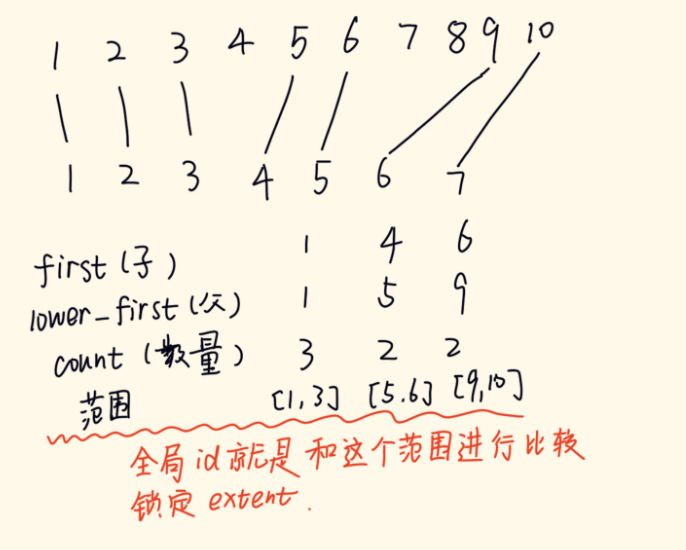 1 2 3 4 5 6 7 8 9 10
1 2 3 4 5 6 7
first (子) 1 4 6
lower_first (父) 1 5 9
count (数量) 3 2 2
范围 [1,3] [5.6] [9,10]
全局id就是和这个范围进行比较
锁定 extent.